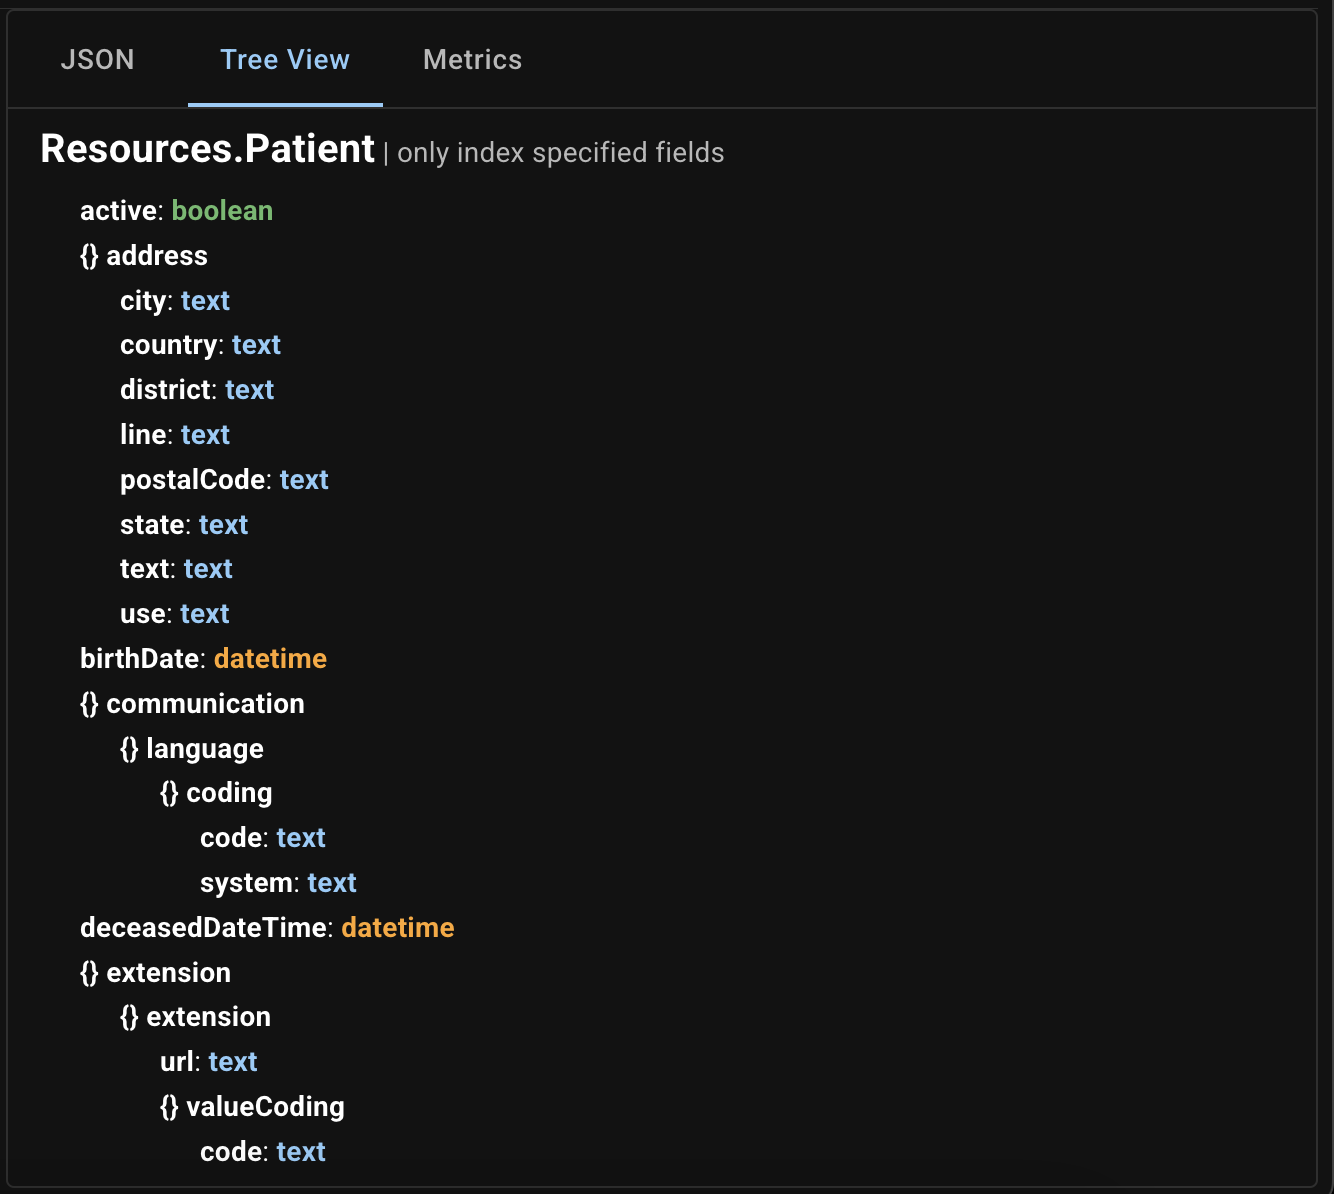 JSON Tree View Metrics
Resources.Patient | only index specified fields
active: boolean
{} address
city: text
country: text
district: text
line: text
postalCode: text
state: text
text: text
use: text
birthDate: datetime
{} communication
{} language
{} coding
code: text
system: text
deceasedDateTime: datetime
{} extension
{} extension
url: text
{} valueCoding
code: text